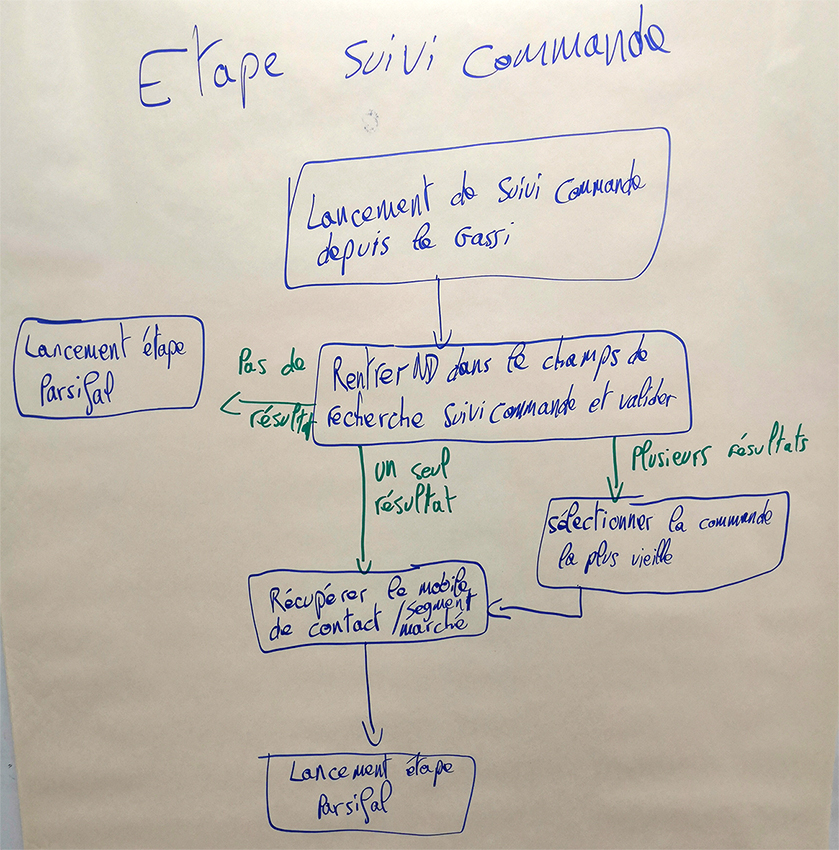 Etape Suivi Commande
Lancement de Suivi Commande
depuis le Gassi
Lancement étape
Parsifal
Pas de
résultat
Rentrer ND dans le champs de
recherche Suivi Commande et valider
un seul
résultat
Plusieurs résultats
sélectionner la commande
la plus vieille
Récupérer le mobile
de contact / segment
marché
Lancement étape
Parsifal